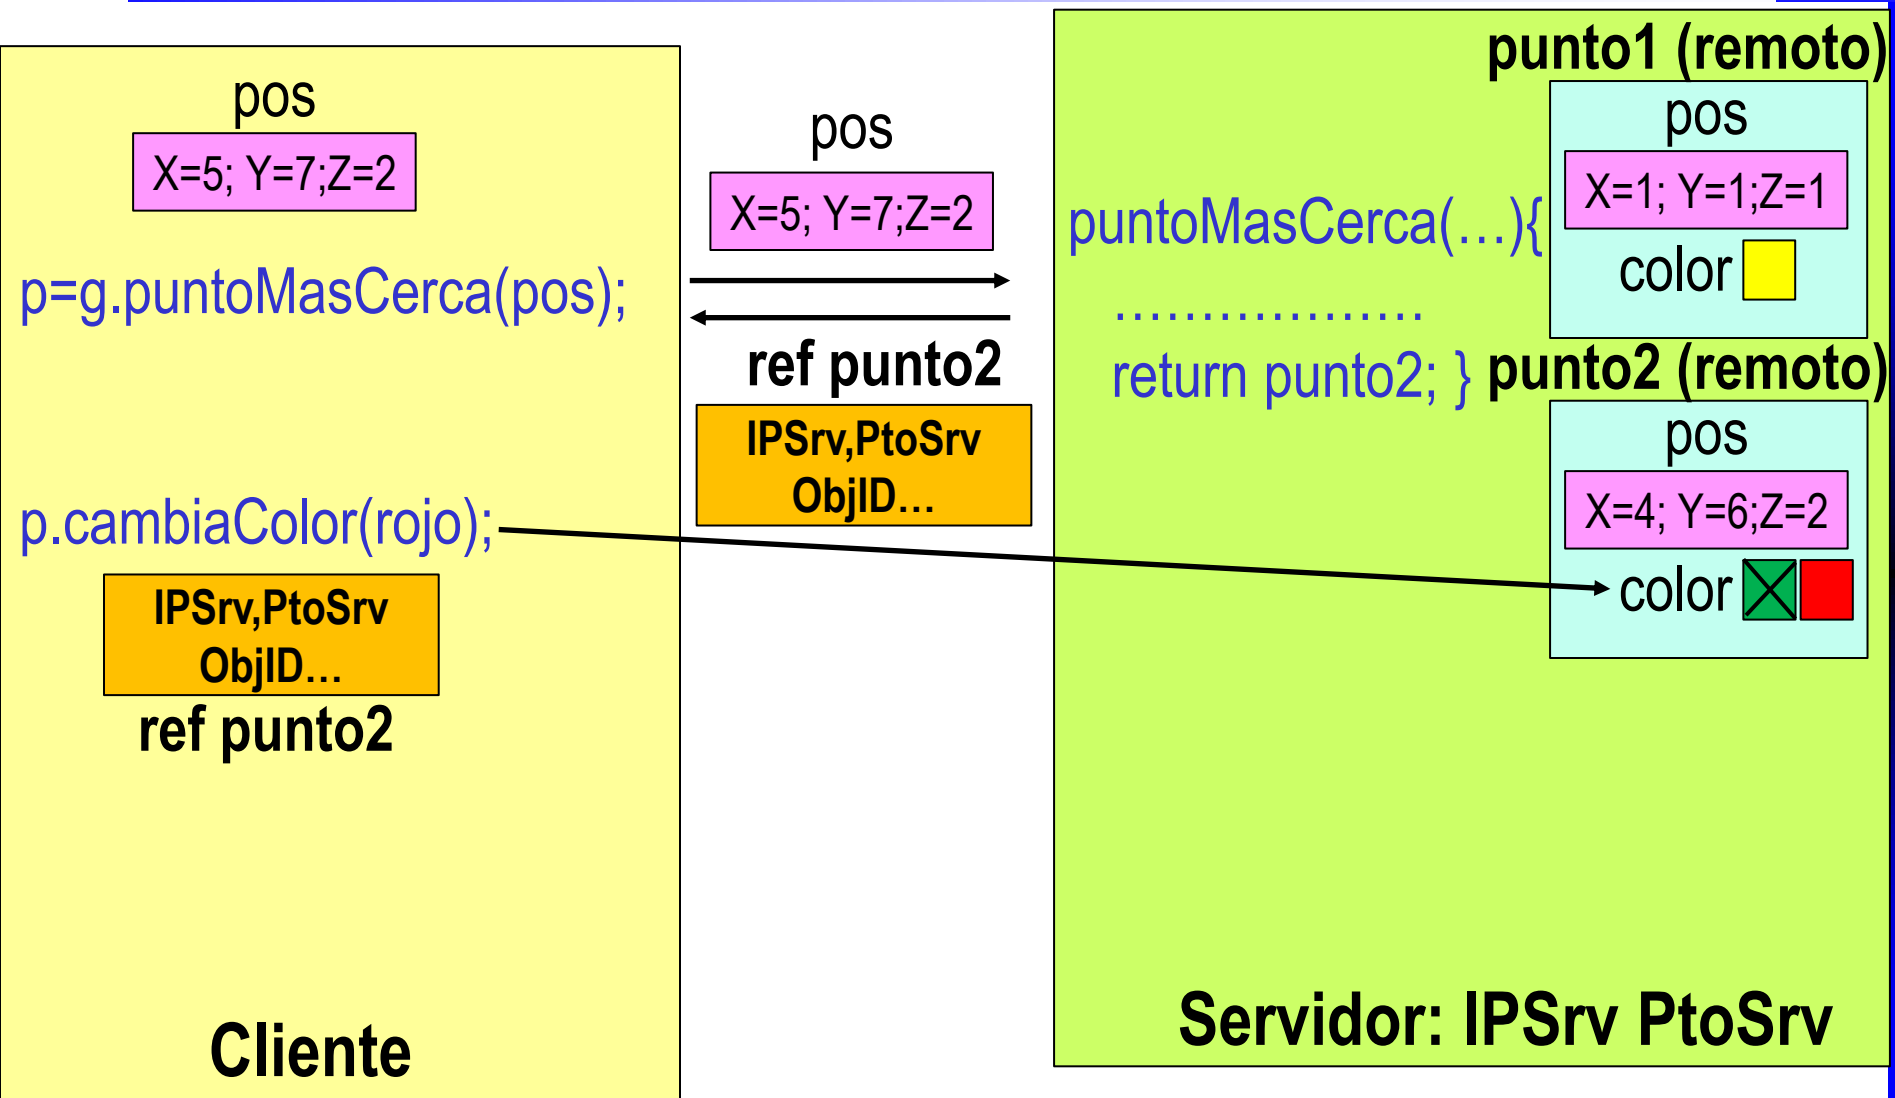 pos
X=5; Y=7;Z=2
p=g.puntoMasCerca(pos);
p.cambiaColor(rojo);
IPSrv,PtoSrv
ObjID...
ref punto2
Cliente
pos
X=5; Y=7;Z=2
ref punto2
IPSrv,PtoSrv
ObjID...
puntoMasCerca(...){
..................
return punto2; }
punto1 (remoto)
pos
X=1; Y=1;Z=1
color
punto2 (remoto)
pos
X=4; Y=6;Z=2
color
Servidor: IPSrv PtoSrv